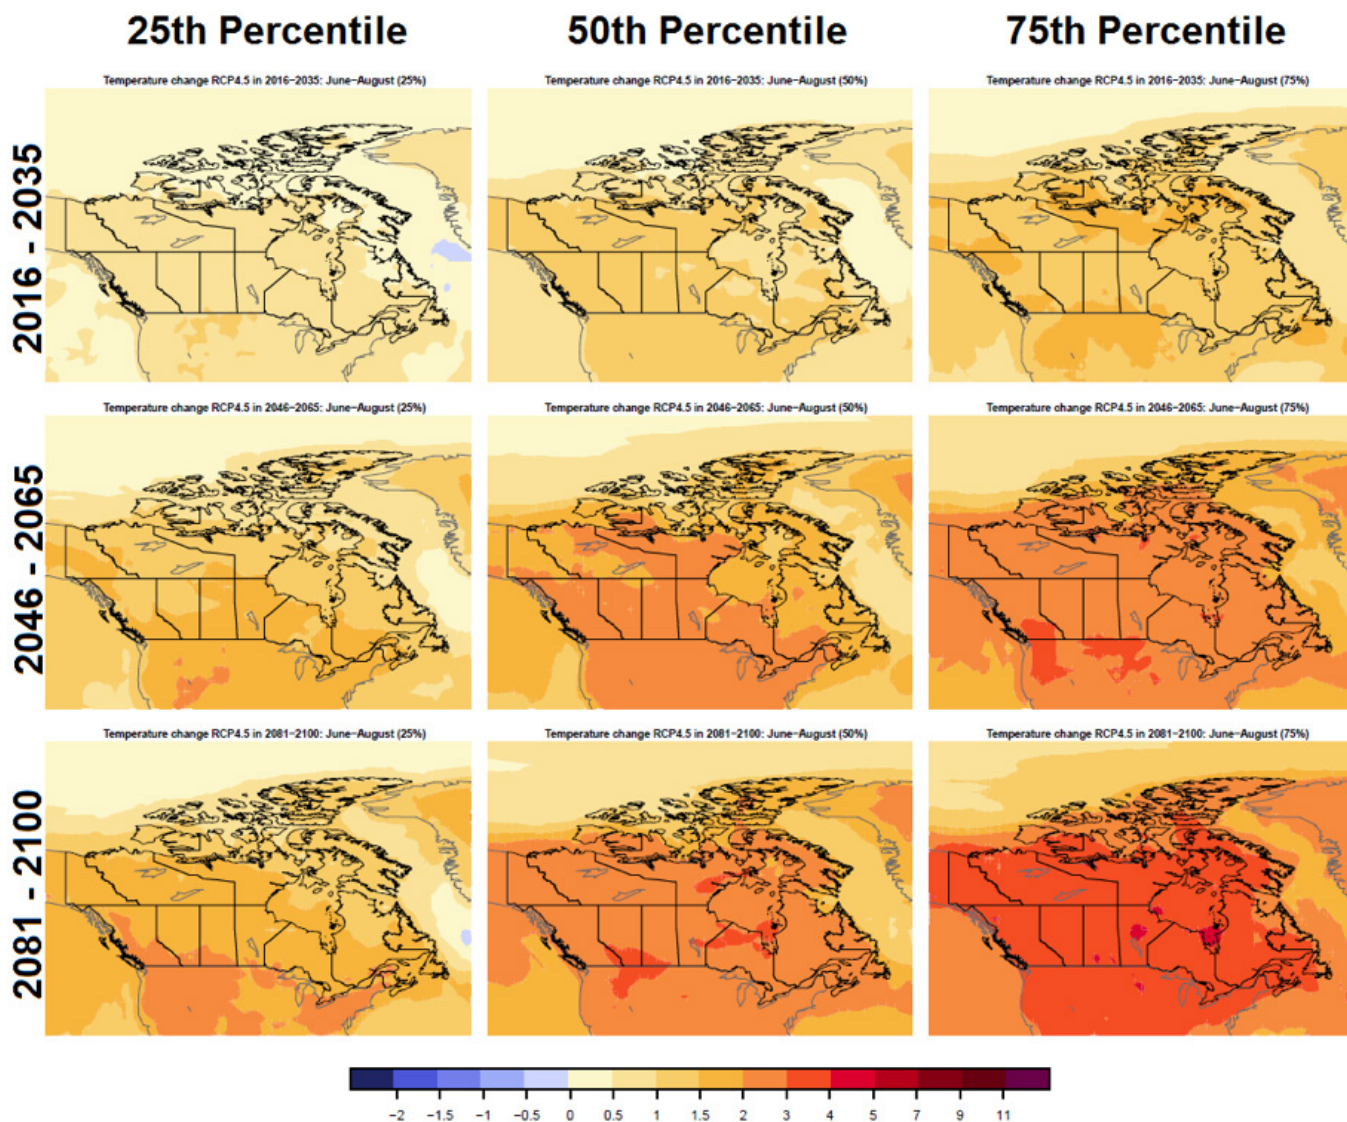 25th Percentile 50th Percentile 75th Percentile
Temperature change RCP4.5 in 2016−2035: June−August (25%) Temperature change RCP4.5 in 2016−2035: June−August (50%) Temperature change RCP4.5 in 2016−2035: June−August (75%)
2016 - 2035
Temperature change RCP4.5 in 2046−2065: June−August (25%) Temperature change RCP4.5 in 2046−2065: June−August (50%) Temperature change RCP4.5 in 2046−2065: June−August (75%)
2046 - 2065
Temperature change RCP4.5 in 2081−2100: June−August (25%) Temperature change RCP4.5 in 2081−2100: June−August (50%) Temperature change RCP4.5 in 2081−2100: June−August (75%)
2081 - 2100
−2 −1.5 −1 −0.5 0 0.5 1 1.5 2 3 4 5 7 9 11